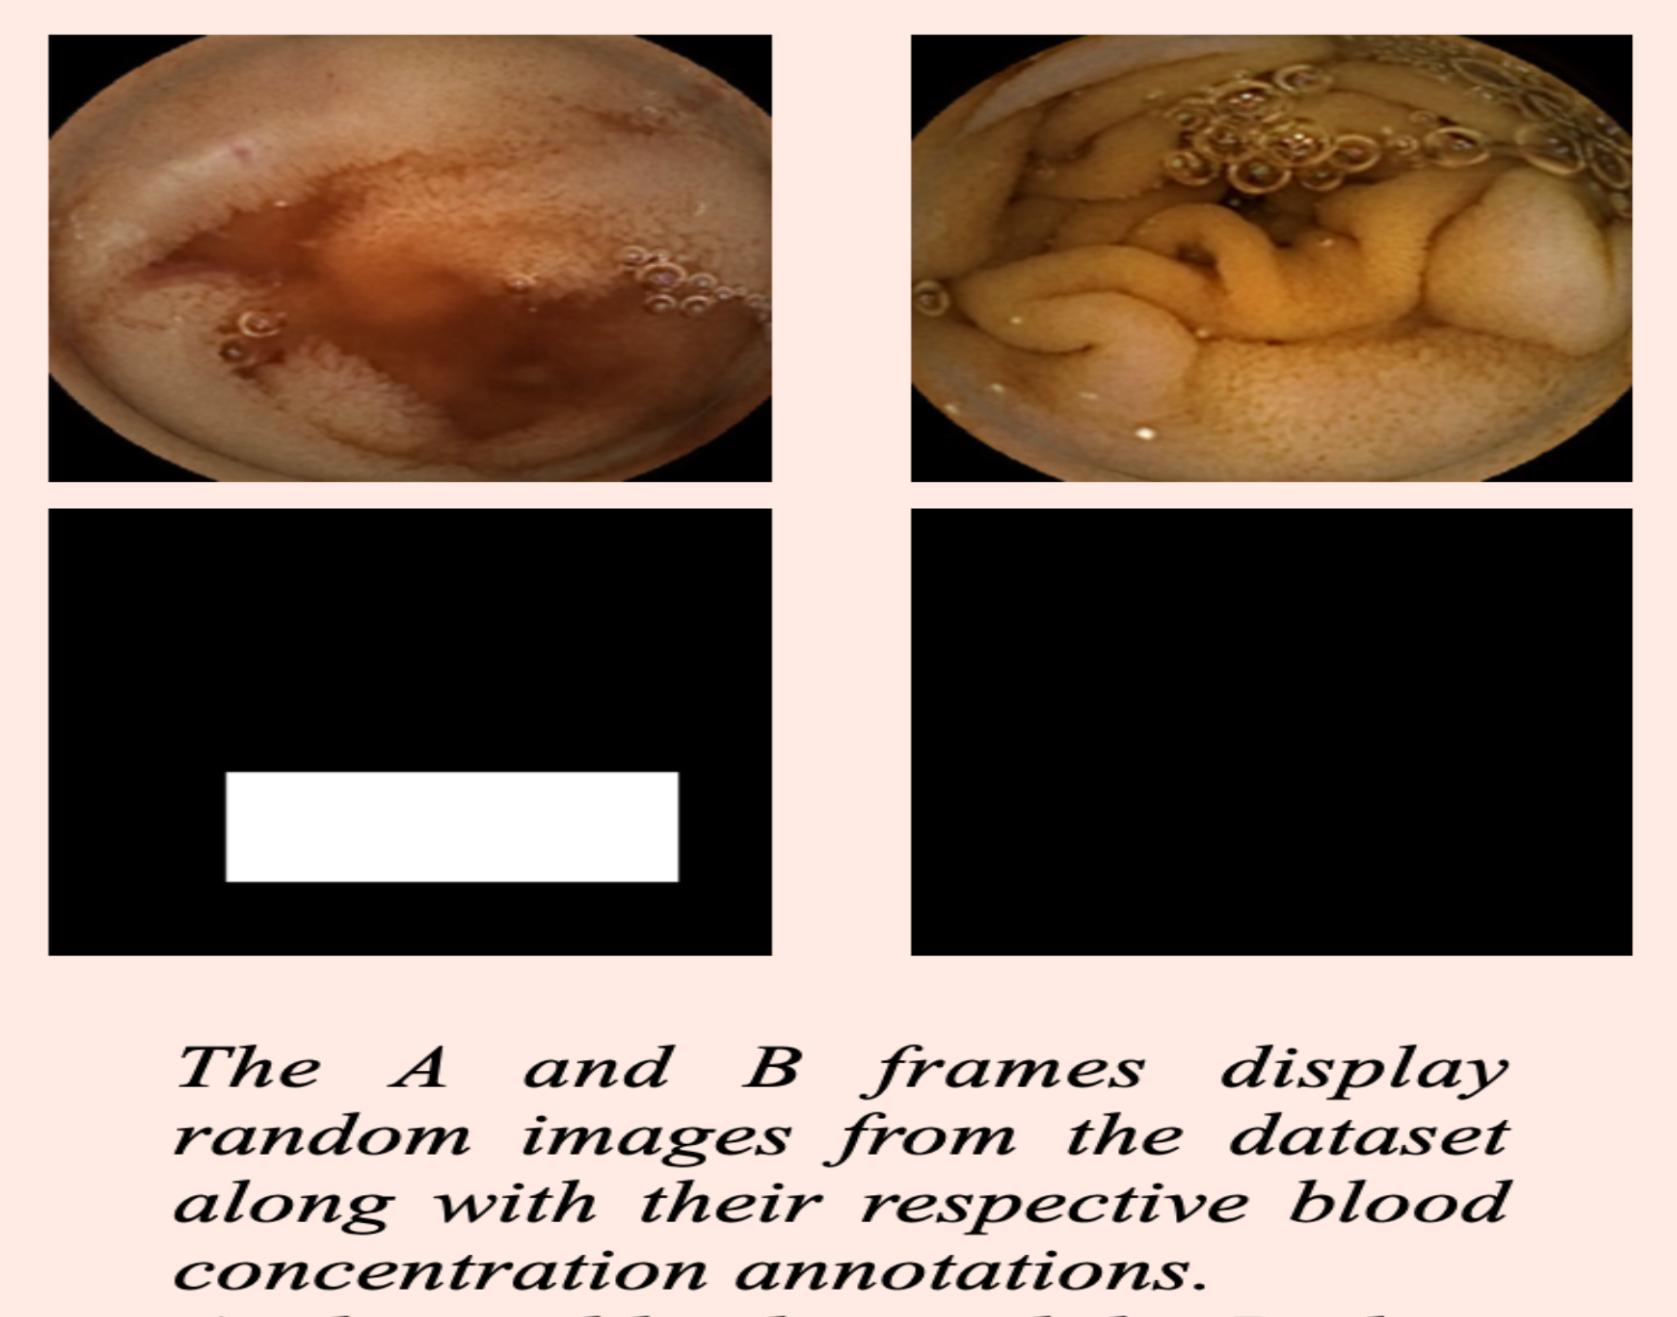 The A and B frames display
random images from the dataset
along with their respective blood
concentration annotations.